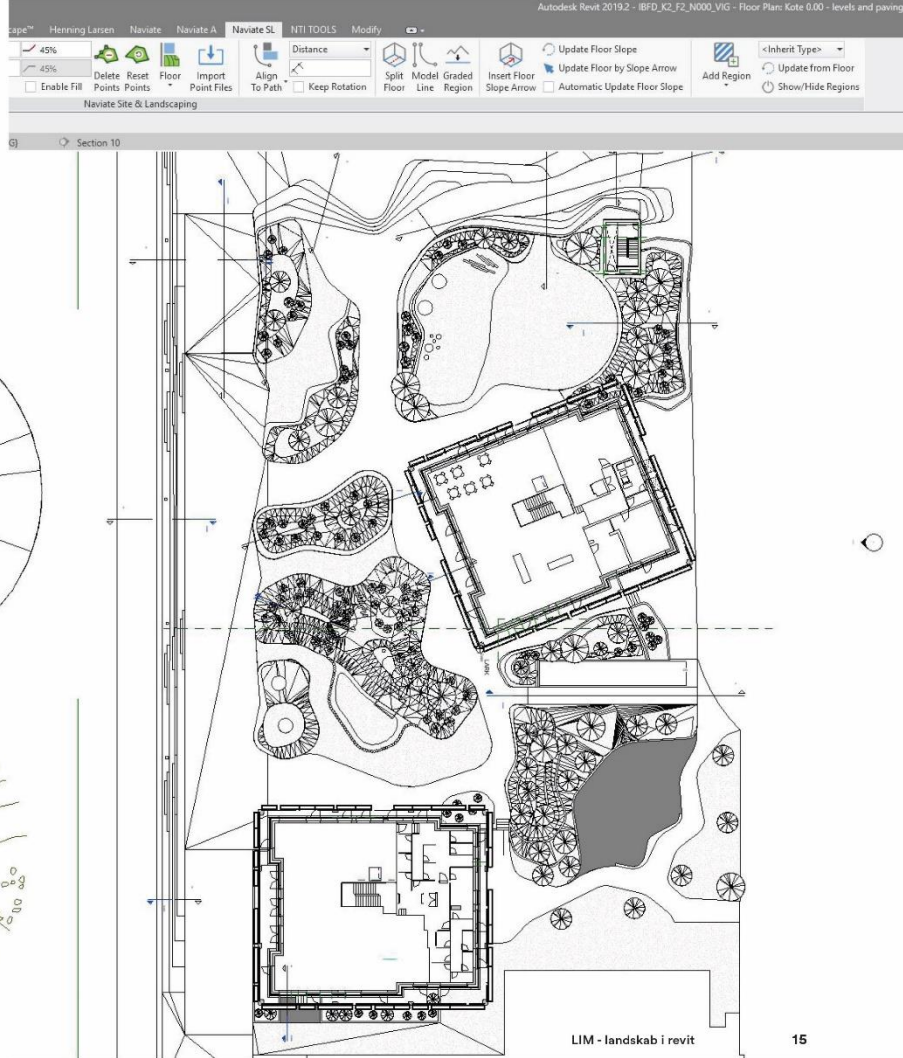 Autodesk Revit 2019.2 - IBFD_K2_F2_N000_VIG - Floor Plan: Kote 0.00 - levels and paving
cape™ Henning Larsen Naviate Naviate A Naviate SL NTI TOOLS Modify
45% Distance Update Floor Slope <Inherit Type>
45% Update Floor by Slope Arrow Update from Floor
Enable Fill Keep Rotation Automatic Update Floor Slope Show/Hide Regions
Delete Points Reset Points Floor Import Point Files Align To Path Split Floor Model Line Graded Region Insert Floor Slope Arrow Add Region
Naviate Site & Landscaping
G) Section 10
LARK
LIM - landskab i revit 15